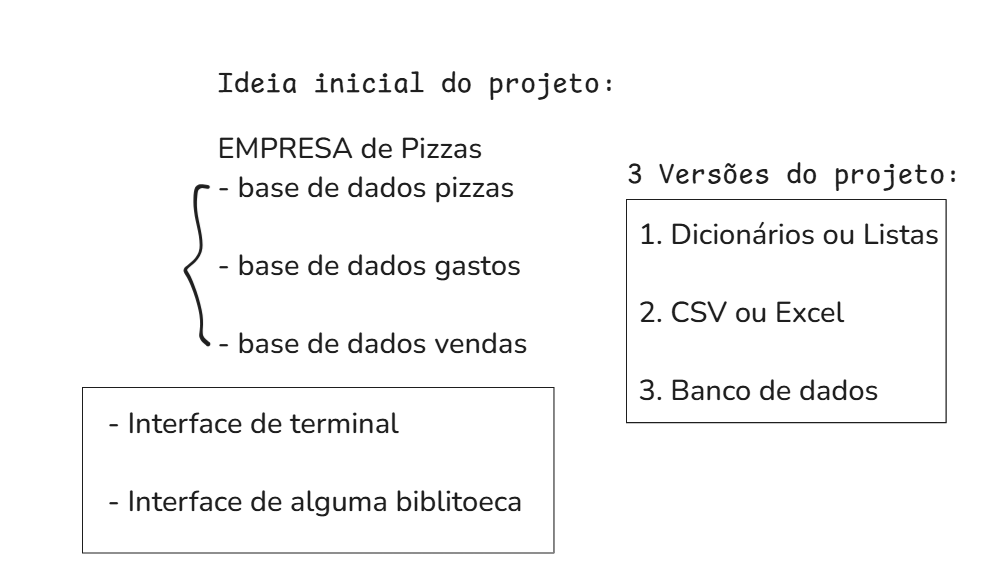 Ideia inicial do projeto:
EMPRESA de Pizzas
- base de dados pizzas
- base de dados gastos
- base de dados vendas
- Interface de terminal
- Interface de alguma biblitoeca
3 Versões do projeto:
1. Dicionários ou Listas
2. CSV ou Excel
3. Banco de dados